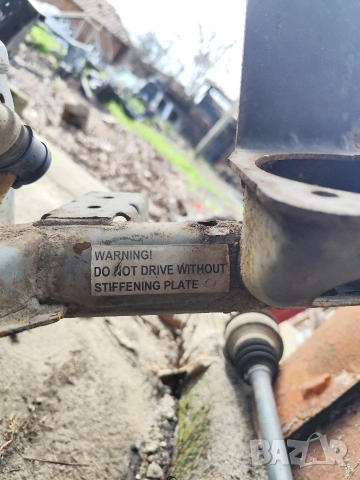 WARNING!
DO NOT DRIVE WITHOUT
STIFFENING PLATE
BAZAR